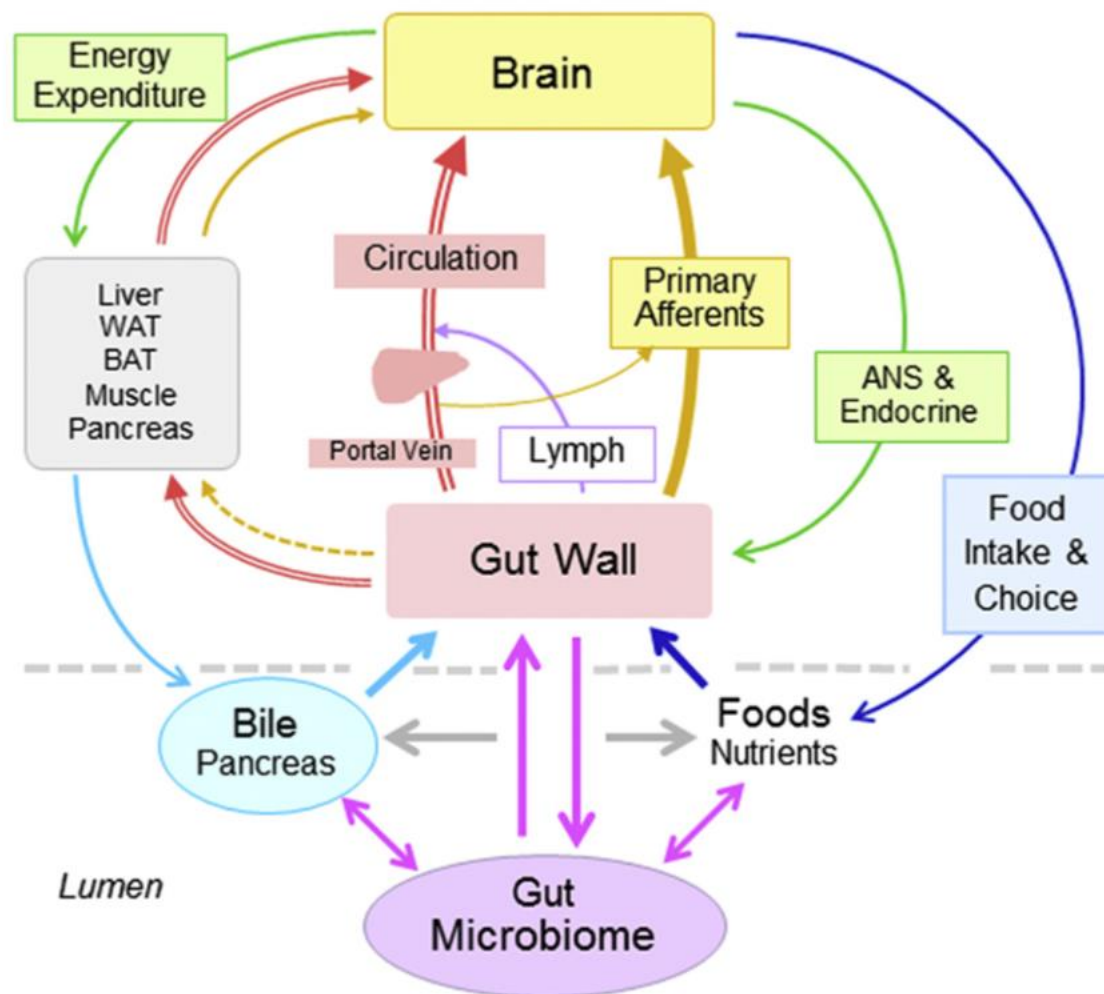 Energy
Expenditure
Brain
Circulation
Primary
Afferents
Liver
WAT
BAT
Muscle
Pancreas
ANS &
Endocrine
Portal Vein
Lymph
Food
Intake &
Choice
Gut Wall
Bile
Pancreas
Foods
Nutrients
Lumen
Gut
Microbiome